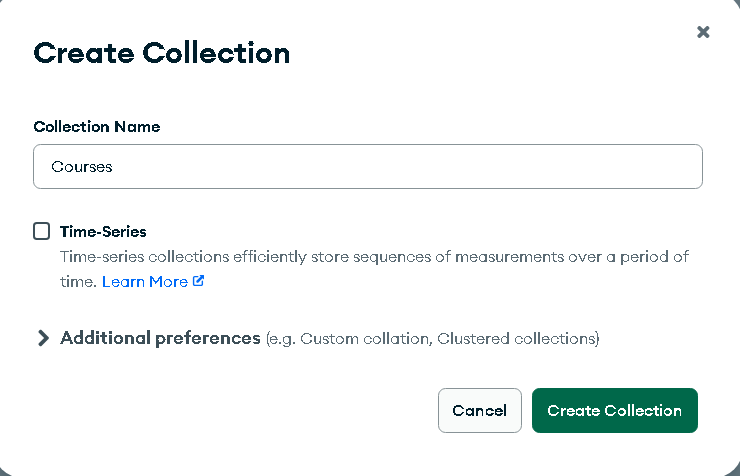 Create Collection
Collection Name
Courses
Time-Series
Time-series collections efficiently store sequences of measurements over a period of
time. Learn More
Additional preferences (e.g. Custom collation, Clustered collections)
Cancel
Create Collection